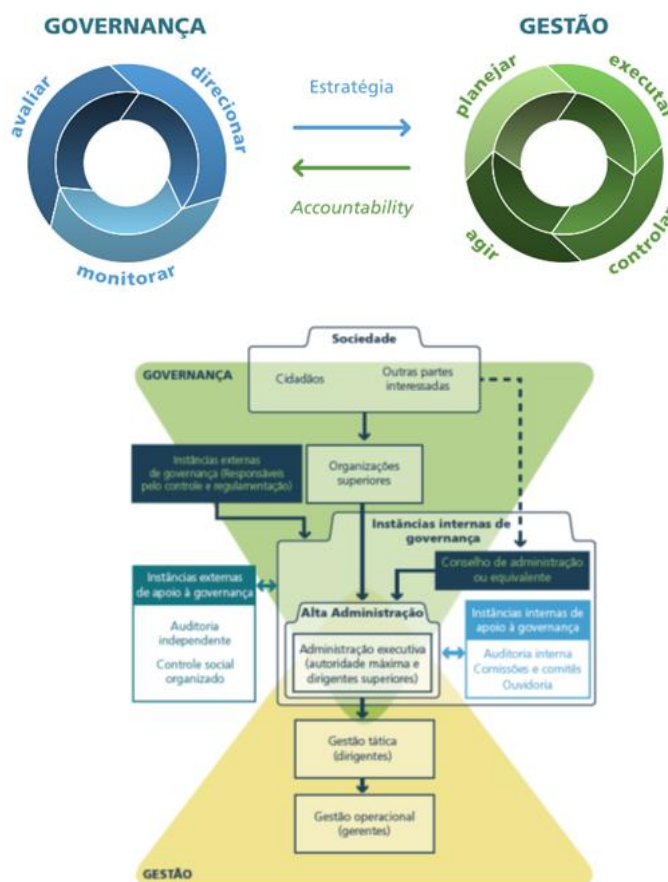 GOVERNANÇA
GESTÃO
avaliar
direcionar
monitorar
Estratégia
Accountability
planejar
executar
agir
controlar
Sociedade
GOVERNANÇA
Cidadãos
Outras partes
interessadas
Instâncias externas
de governança (Responsáveis
pelo controle e regulamentação)
Organizações
superiores
Instâncias internas de
governança
Conselho de administração
ou equivalente
Instâncias externas
de apoio à governança
Auditoria
independente
Controle social
organizado
Alta Administração
Administração executiva
(autoridade máxima e
dirigentes superiores)
Instâncias internas de
apoio à governança
Auditoria interna
Comissões e comitês
Ouvidoria
Gestão tática
(dirigentes)
Gestão operacional
(gerentes)
GESTÃO